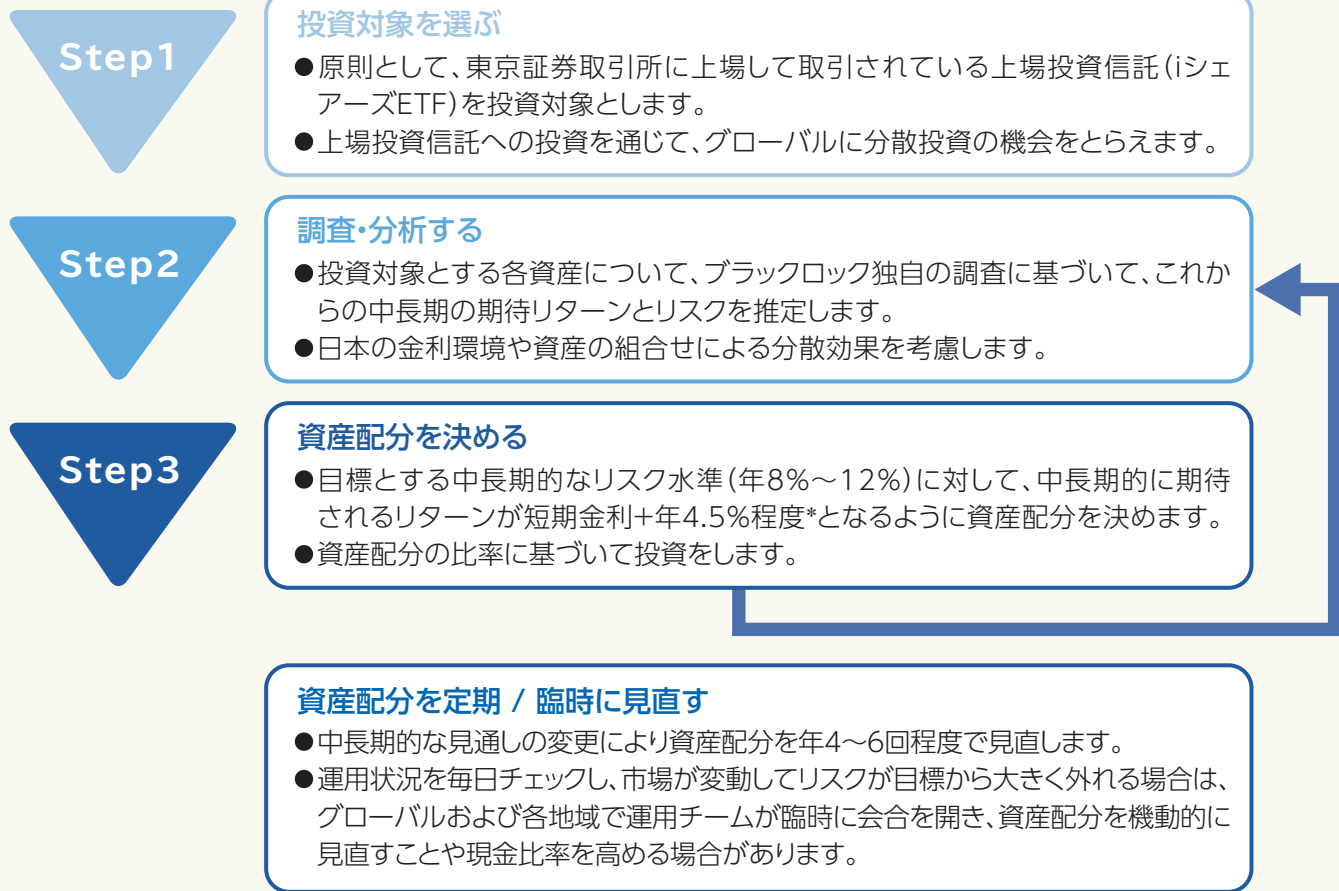 Step1
投資対象を選ぶ
●原則として、東京証券取引所に上場して取引されている上場投資信託(iシェ
アーズETF)を投資対象とします。
●上場投資信託への投資を通じて、グローバルに分散投資の機会をとらえます。
Step2
調査・分析する
●投資対象とする各資産について、ブラックロック独自の調査に基づいて、これか
らの中長期の期待リターンとリスクを推定します。
●日本の金利環境や資産の組合せによる分散効果を考慮します。
Step3
資産配分を決める
●目標とする中長期的なリスク水準(年8%～12%)に対して、中長期的に期待
されるリターンが短期金利+年4.5%程度*となるように資産配分を決めます。
●資産配分の比率に基づいて投資をします。
資産配分を定期 / 臨時に見直す
●中長期的な見通しの変更により資産配分を年4～6回程度で見直します。
●運用状況を毎日チェックし、市場が変動してリスクが目標から大きく外れる場合は、
グローバルおよび各地域で運用チームが臨時に会合を開き、資産配分を機動的に
見直すことや現金比率を高める場合があります。